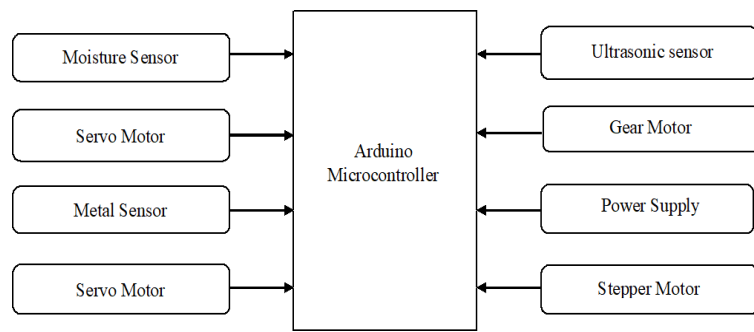 Moisture Sensor
Servo Motor
Metal Sensor
Servo Motor
Arduino
Microcontroller
Ultrasonic sensor
Gear Motor
Power Supply
Stepper Motor